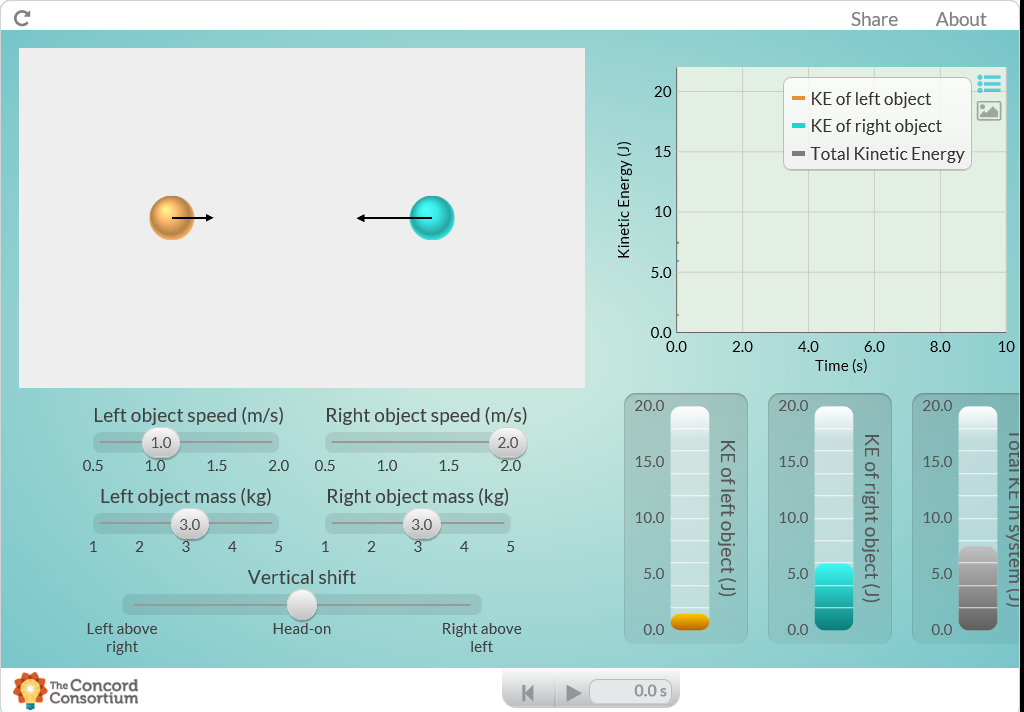 Share About
KE of left object
KE of right object
Total Kinetic Energy
Kinetic Energy (J)
20
15
10
5.0
0.0
0.0 2.0 4.0 6.0 8.0 10
Time (s)
Left object speed (m/s)
1.0
0.5 1.0 1.5 2.0
Right object speed (m/s)
2.0
0.5 1.0 1.5 2.0
Left object mass (kg)
3.0
1 2 3 4 5
Right object mass (kg)
3.0
1 2 3 4 5
Vertical shift
Left above
right
Head-on
Right above
left
20.0
15.0
10.0
5.0
0.0
KE of left object (J)
20.0
15.0
10.0
5.0
0.0
KE of right object (J)
20.0
15.0
10.0
5.0
0.0
Total KE in system (J)
The Concord
Consortium
0.0 s